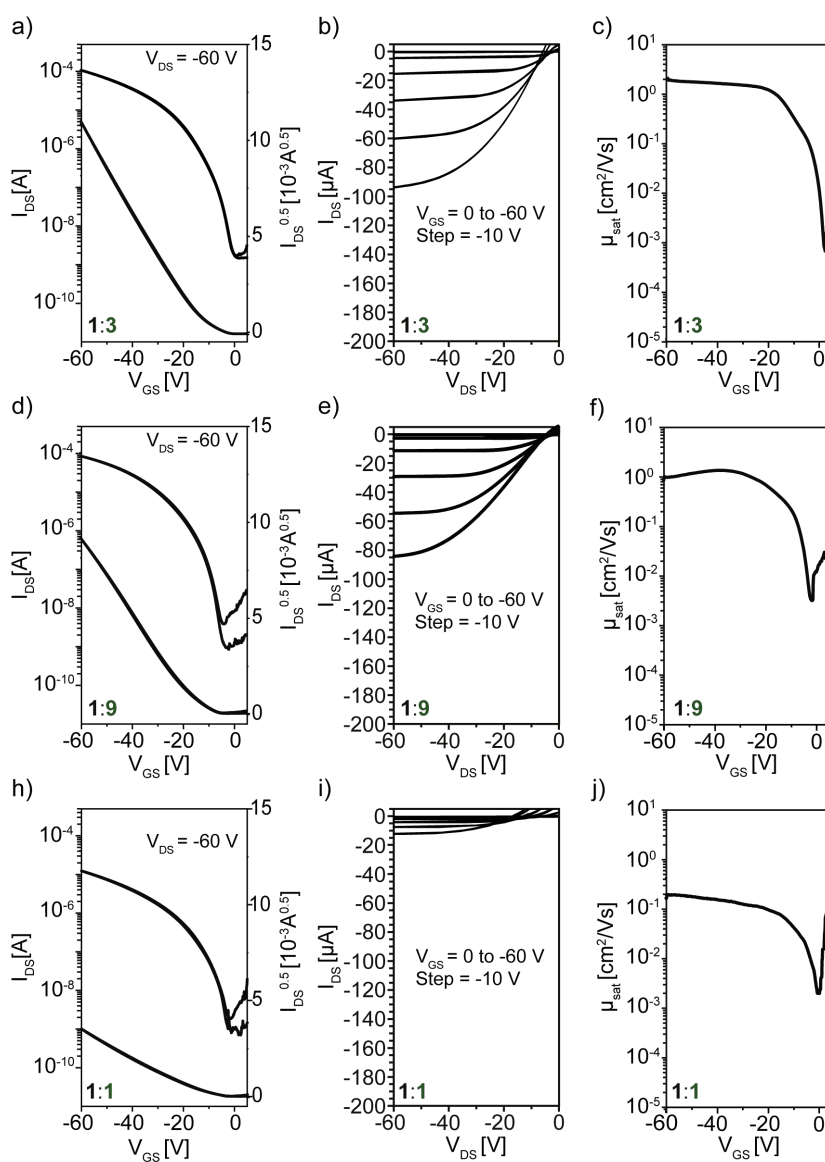 a)
V_DS = -60 V
I_DS[A]
10^-4
10^-6
10^-8
10^-10
I_DS^0.5 [10^-3A^0.5]
15
10
5
0
1:3
-60 -40 -20 0
V_GS [V]
b)
I_DS [µA]
0
-20
-40
-60
-80
-100
-120
-140
-160
-180
-200
V_GS = 0 to -60 V
Step = -10 V
1:3
-60 -40 -20 0
V_DS [V]
c)
µ_sat [cm^2/Vs]
10^1
10^0
10^-1
10^-2
10^-3
10^-4
10^-5
1:3
-60 -40 -20 0
V_GS [V]
d)
V_DS = -60 V
I_DS[A]
10^-4
10^-6
10^-8
10^-10
I_DS^0.5 [10^-3A^0.5]
15
10
5
0
1:9
-60 -40 -20 0
V_GS [V]
e)
I_DS [µA]
0
-20
-40
-60
-80
-100
-120
-140
-160
-180
-200
V_GS = 0 to -60 V
Step = -10 V
1:9
-60 -40 -20 0
V_DS [V]
f)
µ_sat [cm^2/Vs]
10^1
10^0
10^-1
10^-2
10^-3
10^-4
10^-5
1:9
-60 -40 -20 0
V_GS [V]
h)
V_DS = -60 V
I_DS[A]
10^-4
10^-6
10^-8
10^-10
I_DS^0.5 [10^-3A^0.5]
15
10
5
0
1:1
-60 -40 -20 0
V_GS [V]
i)
I_DS [µA]
0
-20
-40
-60
-80
-100
-120
-140
-160
-180
-200
V_GS = 0 to -60 V
Step = -10 V
1:1
-60 -40 -20 0
V_DS [V]
j)
µ_sat [cm^2/Vs]
10^1
10^0
10^-1
10^-2
10^-3
10^-4
10^-5
1:1
-60 -40 -20 0
V_GS [V]